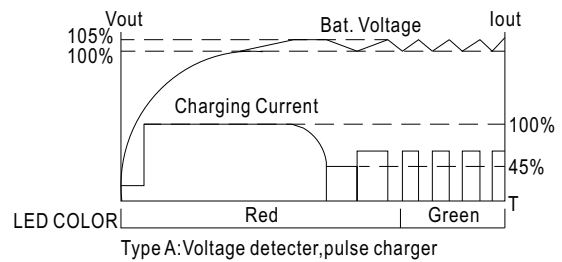 Vout Iout
105% Bat. Voltage
100%
Charging Current
100%
45%
T
LED COLOR Red Green
Type A:Voltage detecter,pulse charger